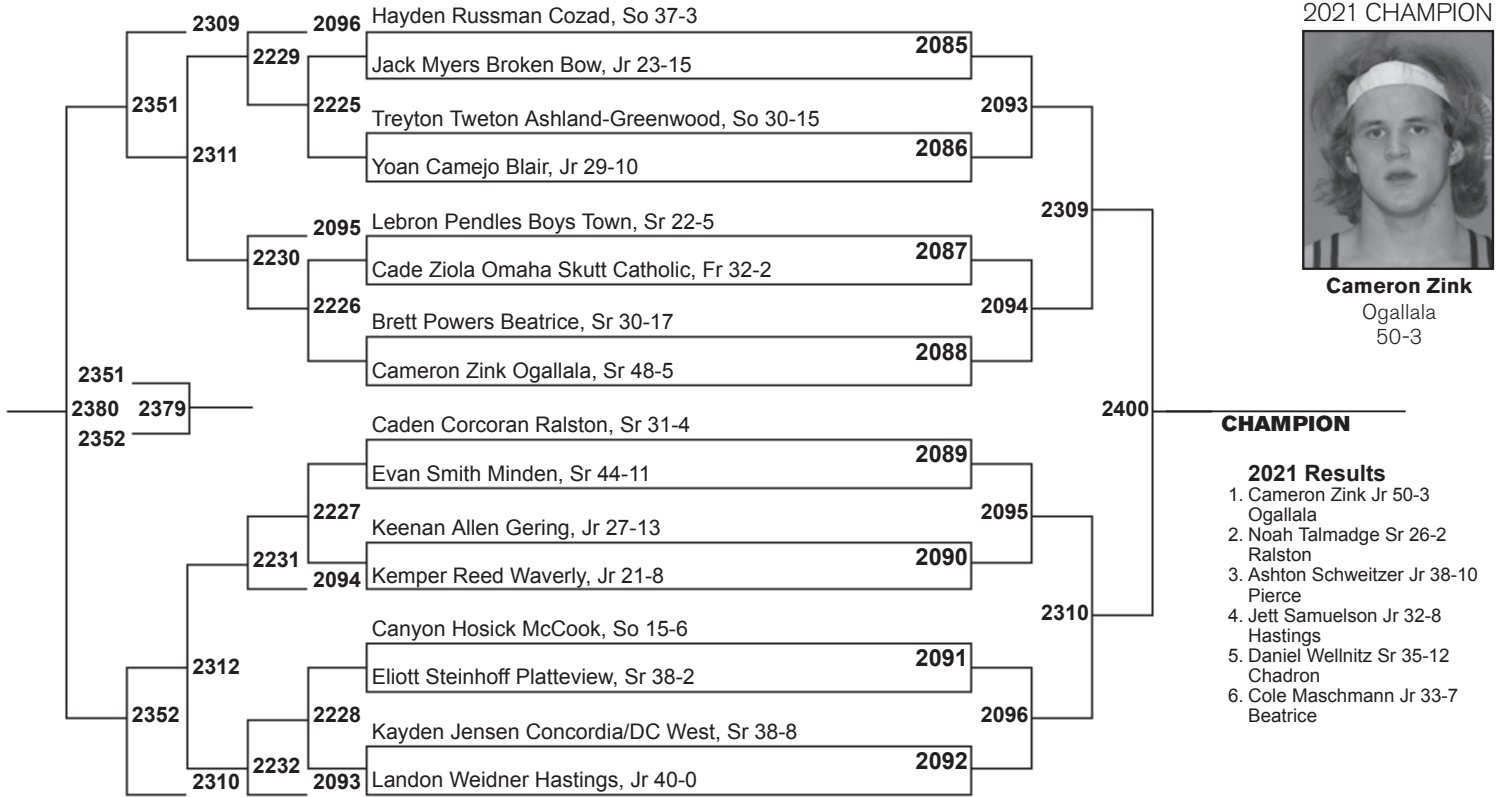 2309
2096
Hayden Russman Cozad, So 37-3
2085
2229
Jack Myers Broken Bow, Jr 23-15
2351
2225
Treyton Tweton Ashland-Greenwood, So 30-15
2093
2311
2086
Yoan Camejo Blair, Jr 29-10
2095
Lebron Pendles Boys Town, Sr 22-5
2309
2230
2087
Cade Ziola Omaha Skutt Catholic, Fr 32-2
2226
Brett Powers Beatrice, Sr 30-17
2094
2088
Cameron Zink Ogallala, Sr 48-5
2351
2380
2379
2352
2400
CHAMPION
Caden Corcoran Ralston, Sr 31-4
2089
Evan Smith Minden, Sr 44-11
2227
Keenan Allen Gering, Jr 27-13
2095
2231
2090
2094
Kemper Reed Waverly, Jr 21-8
2310
Canyon Hosick McCook, So 15-6
2312
2091
Eliott Steinhoff Platteview, Sr 38-2
2352
2228
Kayden Jensen Concordia/DC West, Sr 38-8
2096
2232
2092
2310
2093
Landon Weidner Hastings, Jr 40-0
2021 CHAMPION
Cameron Zink
Ogallala
50-3
2021 Results
1. Cameron Zink Jr 50-3
Ogallala
2. Noah Talmadge Sr 26-2
Ralston
3. Ashton Schweitzer Jr 38-10
Pierce
4. Jett Samuelson Jr 32-8
Hastings
5. Daniel Wellnitz Sr 35-12
Chadron
6. Cole Maschmann Jr 33-7
Beatrice